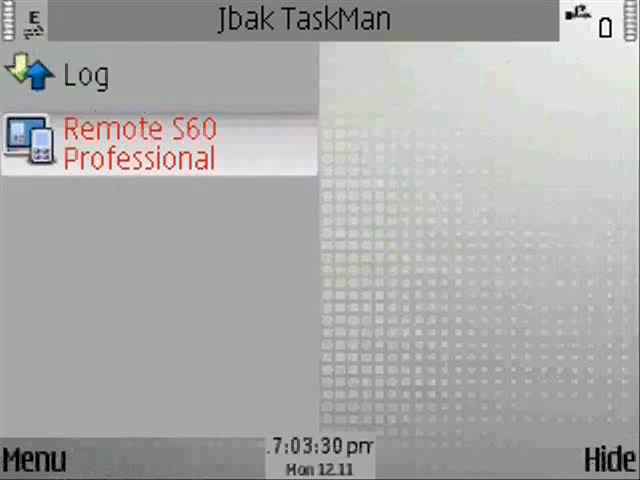 Jbak TaskMan
E
0
Log
Remote S60
Professional
7:03:30 pm
Mon 12.11
Menu
Hide